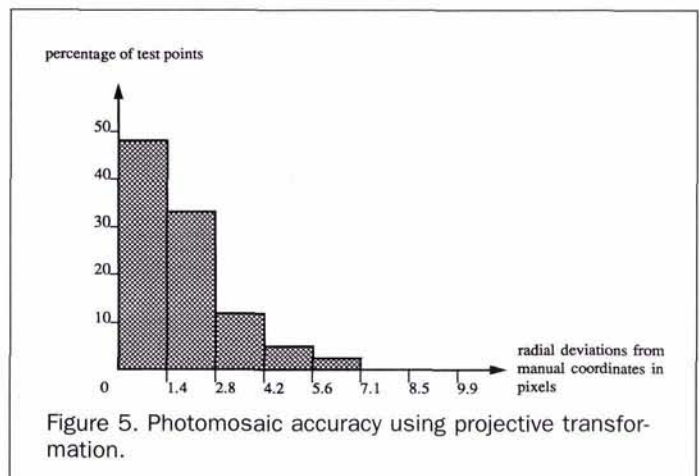 percentage of test points
50
40
30
20
10
0 1.4 2.8 4.2 5.6 7.1 8.5 9.9
radial deviations from
manual coordinates in
pixels
Figure 5. Photomosaic accuracy using projective transfor-
mation.